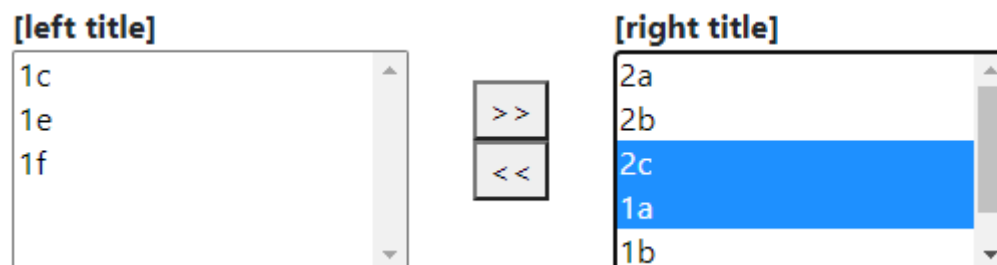 [left title]
1c
1e
1f
>>
<<
[right title]
2a
2b
2c
1a
1b